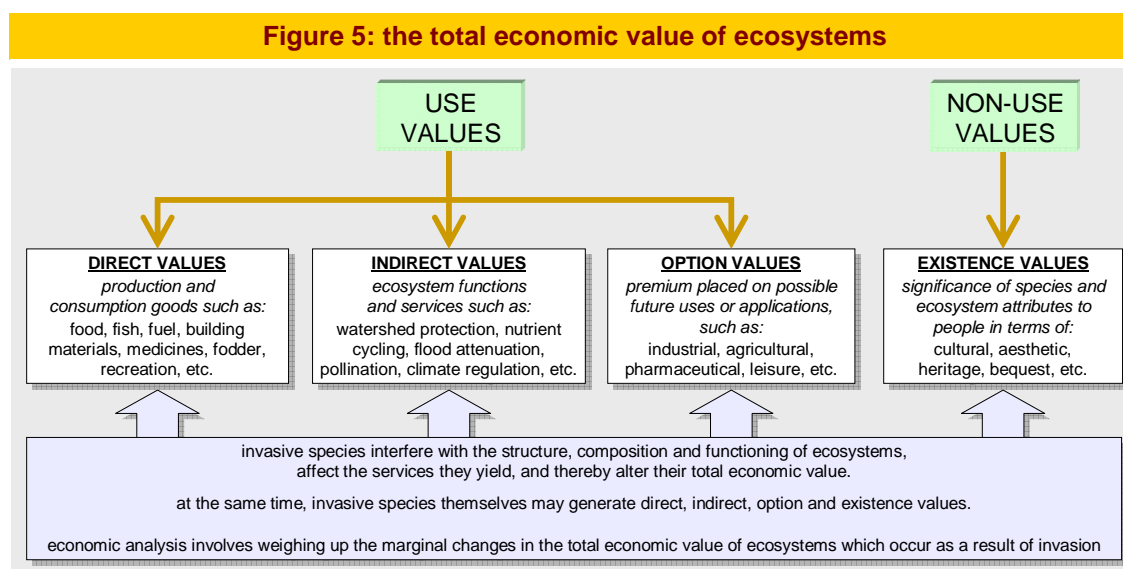 Figure 5: the total economic value of ecosystems
USE
VALUES
NON-USE
VALUES
DIRECT VALUES
production and
consumption goods such as:
food, fish, fuel, building
materials, medicines, fodder,
recreation, etc.
INDIRECT VALUES
ecosystem functions
and services such as:
watershed protection, nutrient
cycling, flood attenuation,
pollination, climate regulation, etc.
OPTION VALUES
premium placed on possible
future uses or applications,
such as:
industrial, agricultural,
pharmaceutical, leisure, etc.
EXISTENCE VALUES
significance of species and
ecosystem attributes to
people in terms of:
cultural, aesthetic,
heritage, bequest, etc.
invasive species interfere with the structure, composition and functioning of ecosystems,
affect the services they yield, and thereby alter their total economic value.
at the same time, invasive species themselves may generate direct, indirect, option and existence values.
economic analysis involves weighing up the marginal changes in the total economic value of ecosystems which occur as a result of invasion